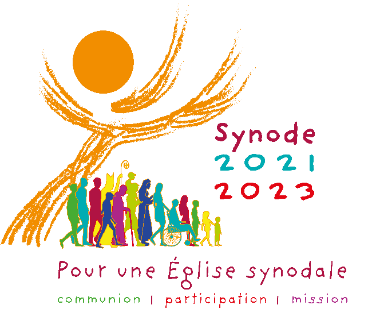 Synode
2021
2023
Pour une Église synodale
communion | participation | mission